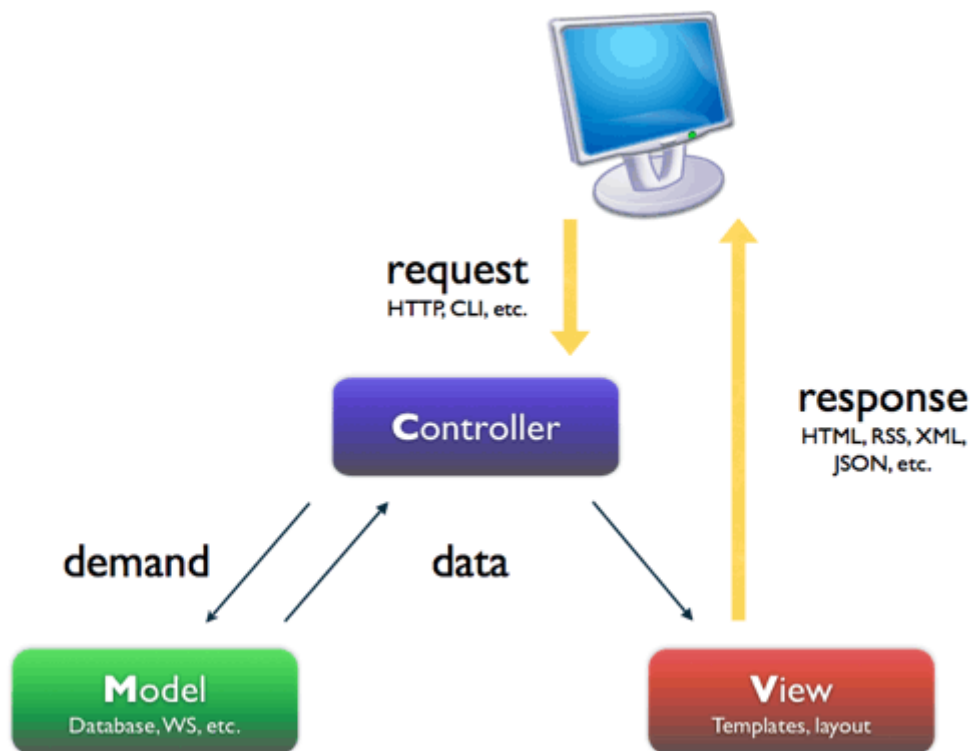 request
HTTP, CLI, etc.
Controller
response
HTML, RSS, XML,
JSON, etc.
demand
data
Model
Database, WS, etc.
View
Templates, layout